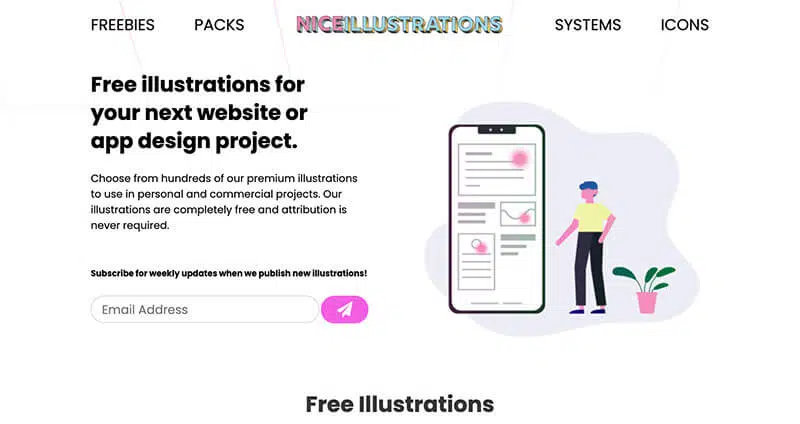 FREEBIES PACKS NICEILLUSTRATIONS SYSTEMS ICONS
Free illustrations for
your next website or
app design project.
Choose from hundreds of our premium illustrations
to use in personal and commercial projects. Our
illustrations are completely free and attribution is
never required.
Subscribe for weekly updates when we publish new illustrations!
Email Address
Free Illustrations